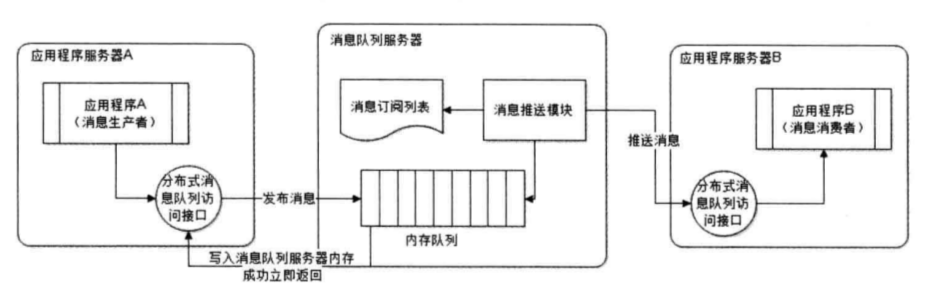 应用程序服务器A
应用程序A
（消息生产者）
分布式消
息队列访
问接口
发布消息
写入消息队列服务器内存
成功立即返回
消息队列服务器
消息订阅列表
消息推送模块
内存队列
推送消息
应用程序服务器B
应用程序B
（消息消费者）
分布式消
息队列访
问接口